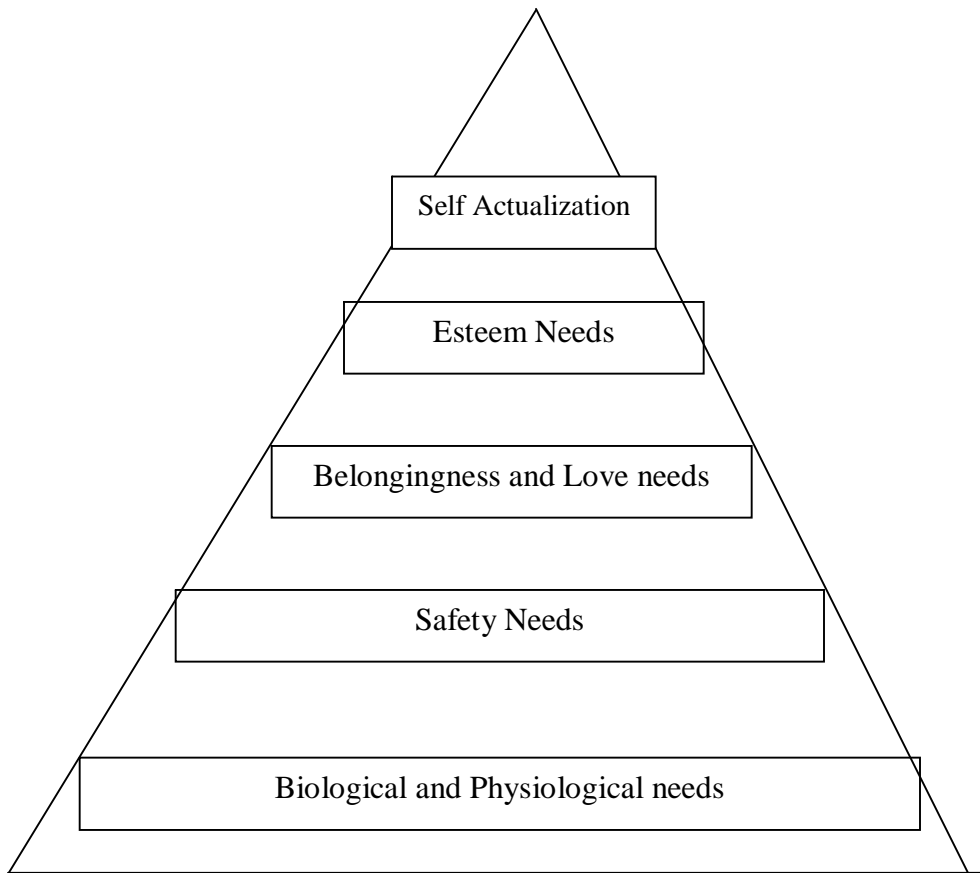 Self Actualization
Esteem Needs
Belongingness and Love needs
Safety Needs
Biological and Physiological needs